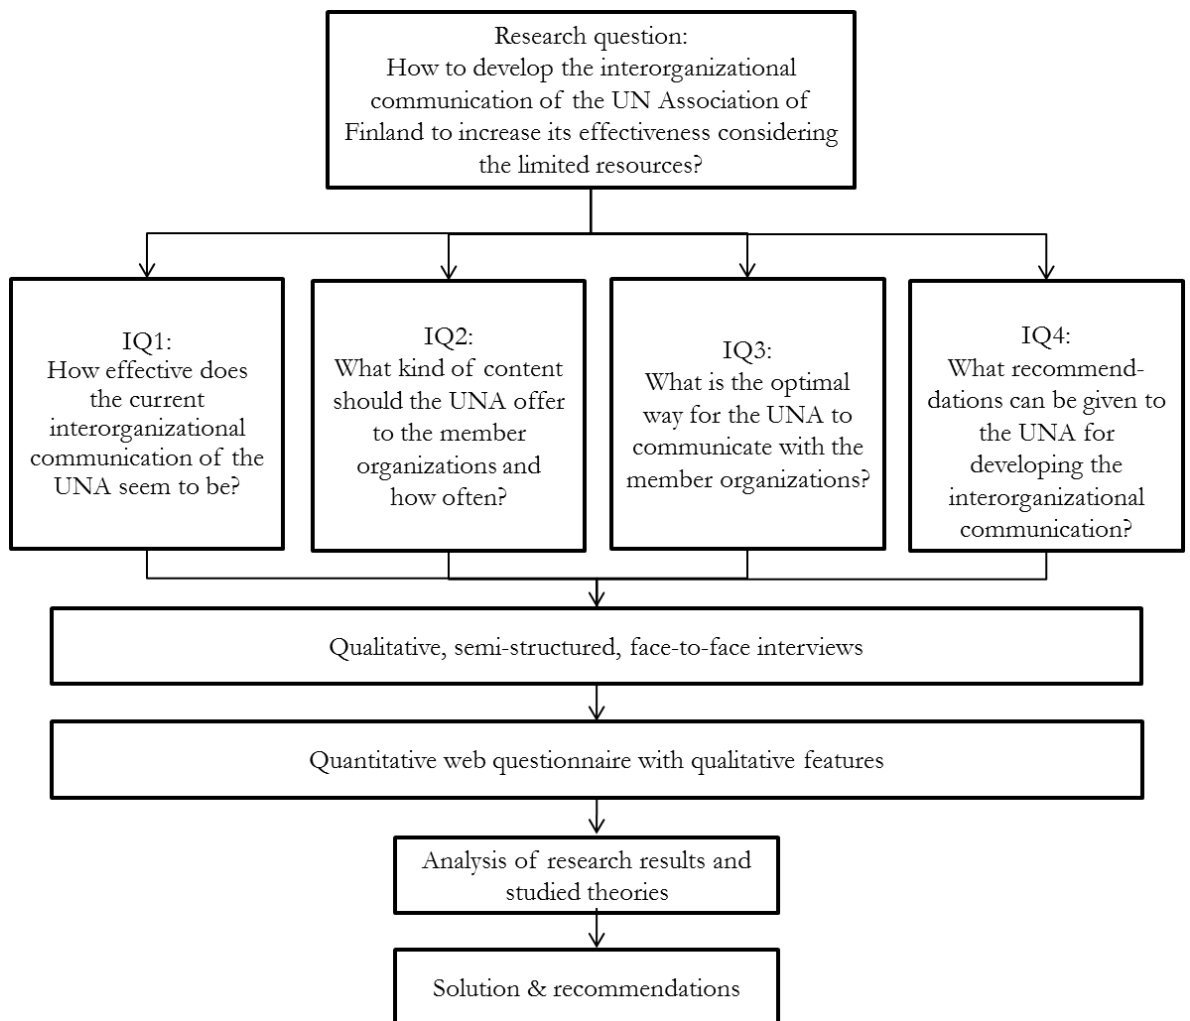 Research question:
How to develop the interorganizational
communication of the UN Association of
Finland to increase its effectiveness considering
the limited resources?
IQ1:
How effective does
the current
interorganizational
communication of the
UNA seem to be?
IQ2:
What kind of content
should the UNA offer
to the member
organizations and
how often?
IQ3:
What is the optimal
way for the UNA to
communicate with the
member organizations?
IQ4:
What recommend-
dations can be given to
the UNA for
developing the
interorganizational
communication?
Qualitative, semi-structured, face-to-face interviews
Quantitative web questionnaire with qualitative features
Analysis of research results and
studied theories
Solution & recommendations